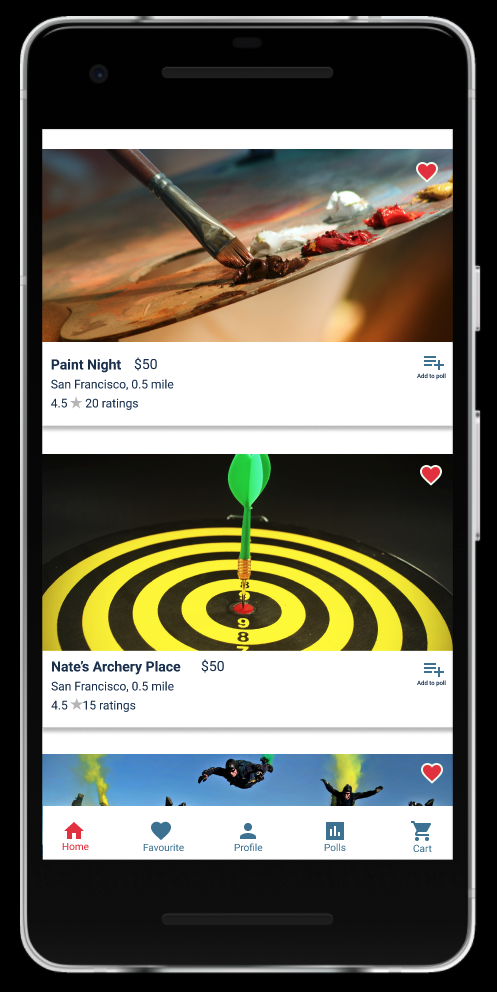 Paint Night $50
San Francisco, 0.5 mile
Add to poll
4.5 ★ 20 ratings
8
9
8
7
Nate's Archery Place $50
San Francisco, 0.5 mile
Add to poll
4.5 ★15 ratings
Home Favourite Profile Polls Cart